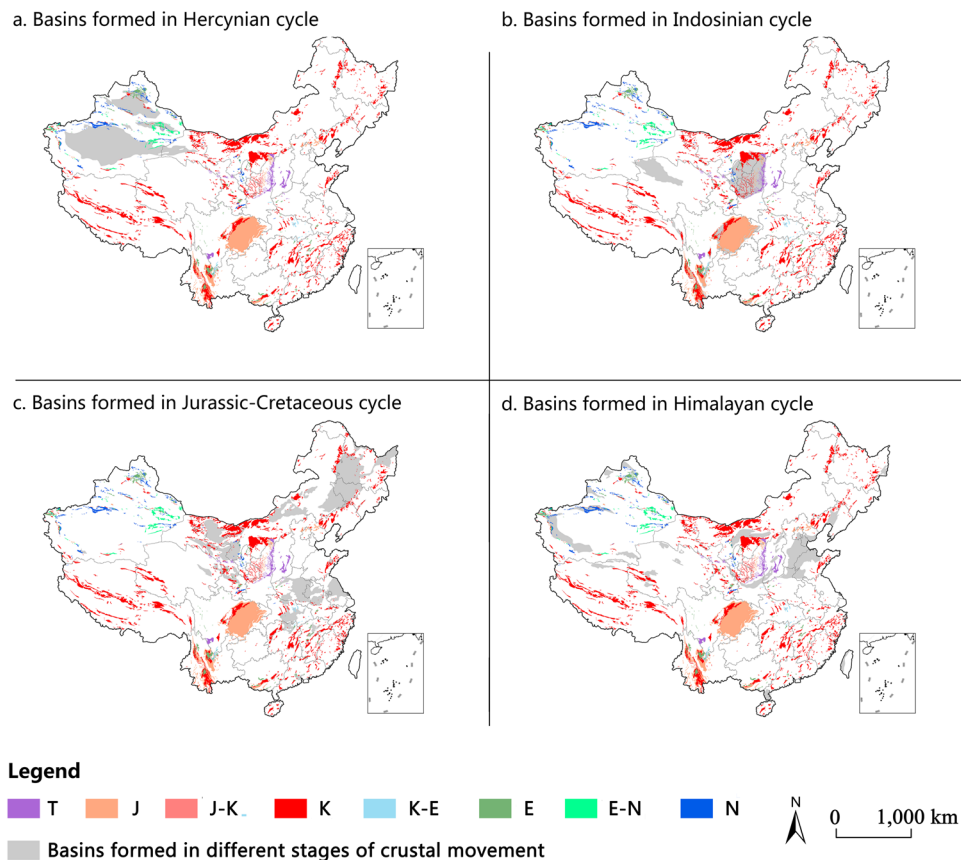 a. Basins formed in Hercynian cycle
b. Basins formed in Indosinian cycle
c. Basins formed in Jurassic-Cretaceous cycle
d. Basins formed in Himalayan cycle
Legend
T J J-K K K-E E E-N N
Basins formed in different stages of crustal movement
N
0 1,000 km